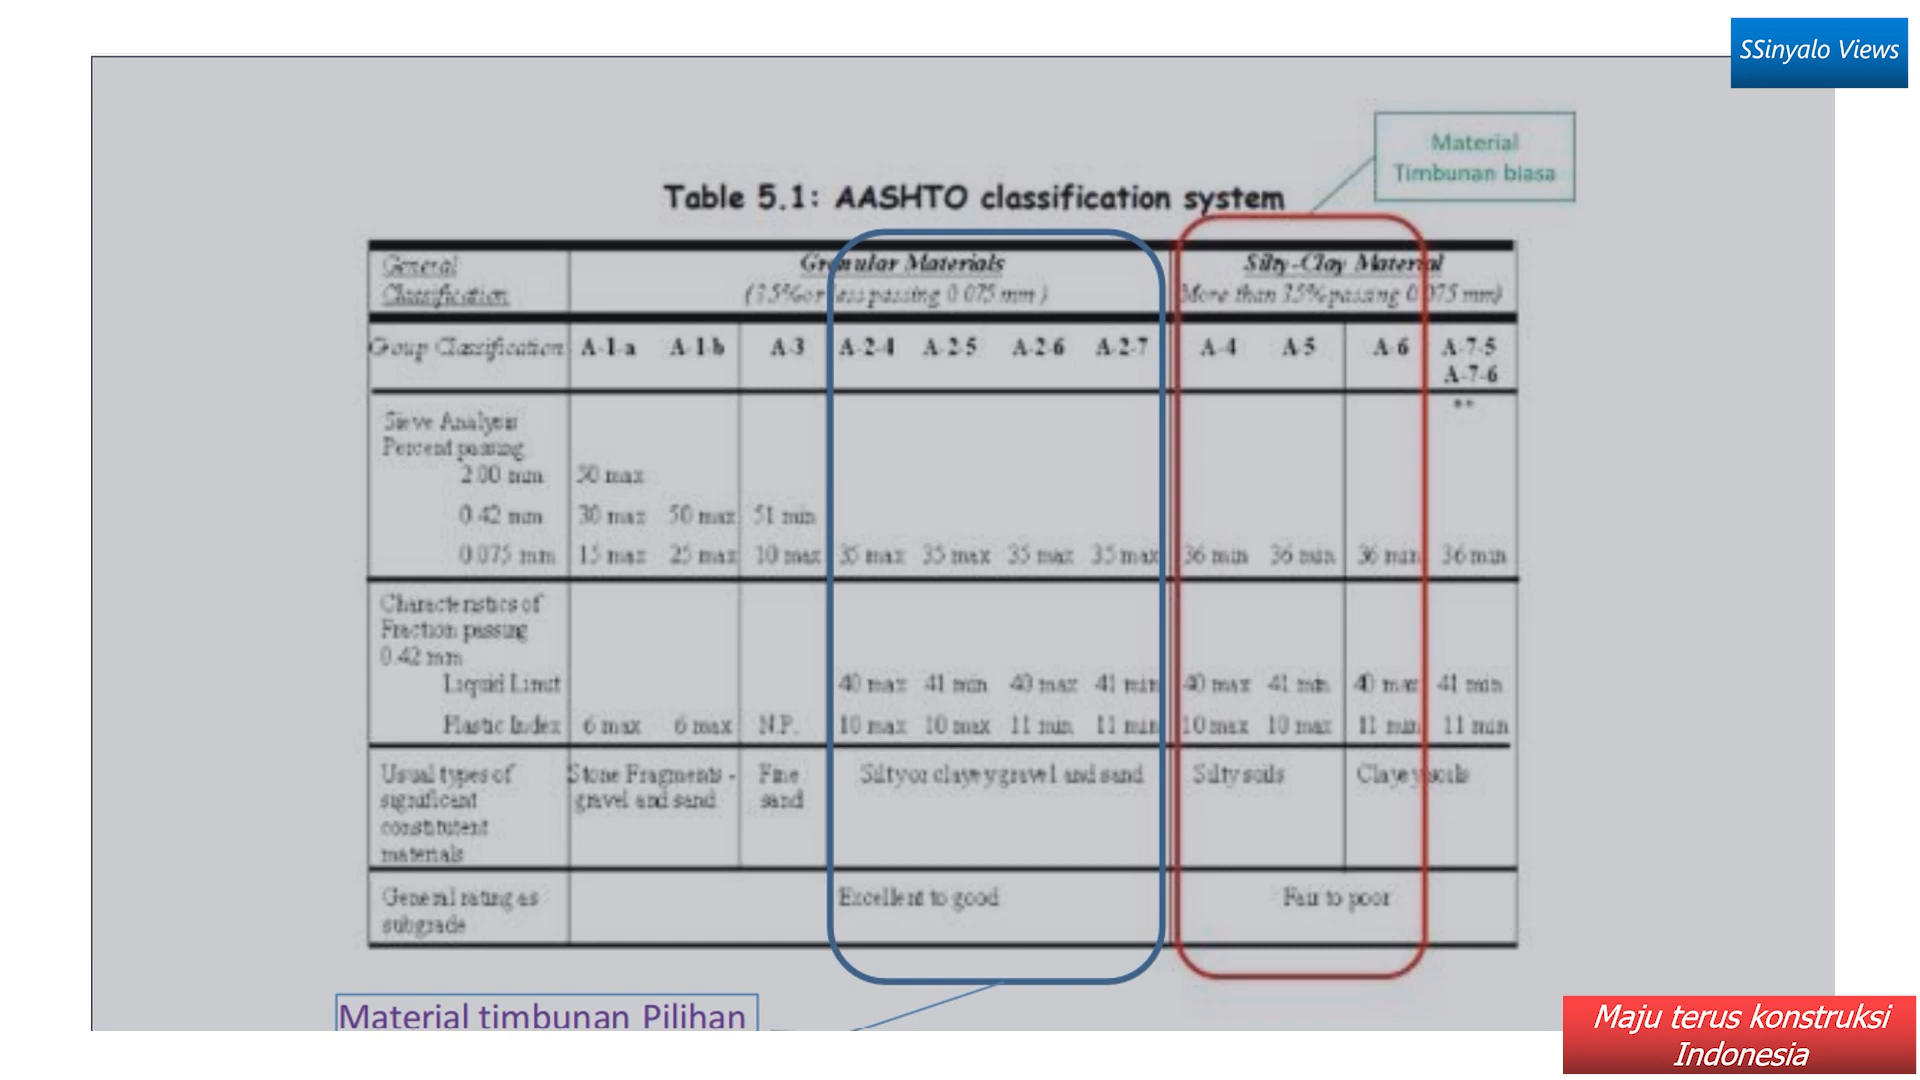 SSinyalo Views
Material
Timbunan biasa
Table 5.1: AASHTO classification system
General Granular Materials Silty-Clay Material
Classification (35% or less passing 0.075 mm) More than 35% passing 0.075 mm)
Group Classification A-1-a A-1-b A-3 A-2-4 A-2-5 A-2-6 A-2-7 A-4 A-5 A-6 A-7-5
A-7-6
**
Sieve Analysis
Percent passing
2.00 mm 50 max
0.42 mm 30 max 50 max 51 min
0.075 mm 15 max 25 max 10 max 35 max 35 max 35 max 35 max 36 min 36 min 36 min 36 min
Characteristics of
Fraction passing
0.42 mm
Liquid Limit 40 max 41 min 40 max 41 min 40 max 41 min 40 max 41 min
Plastic Index 6 max 6 max N.P. 10 max 10 max 11 min 11 min 10 max 10 max 11 min 11 min
Usual types of Stone Fragments - Fine Silty or clayey gravel and sand Silty soils Clayey soils
significant gravel and sand sand
constitutent
materials
General rating as Excellent to good Fair to poor
subgrade
Material timbunan Pilihan
Maju terus konstruksi
Indonesia